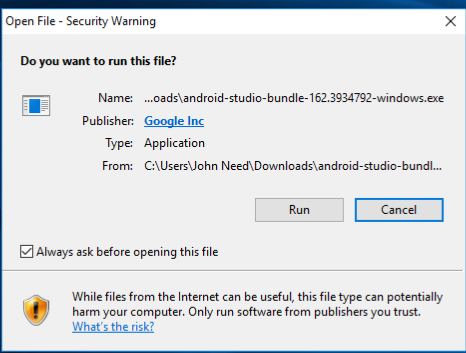 Open File - Security Warning
Do you want to run this file?
Name: ...oads\android-studio-bundle-162.3934792-windows.exe
Publisher: Google Inc
Type: Application
From: C:\Users\John Need\Downloads\android-studio-bundl...
Run Cancel
Always ask before opening this file
While files from the Internet can be useful, this file type can potentially
harm your computer. Only run software from publishers you trust.
What's the risk?